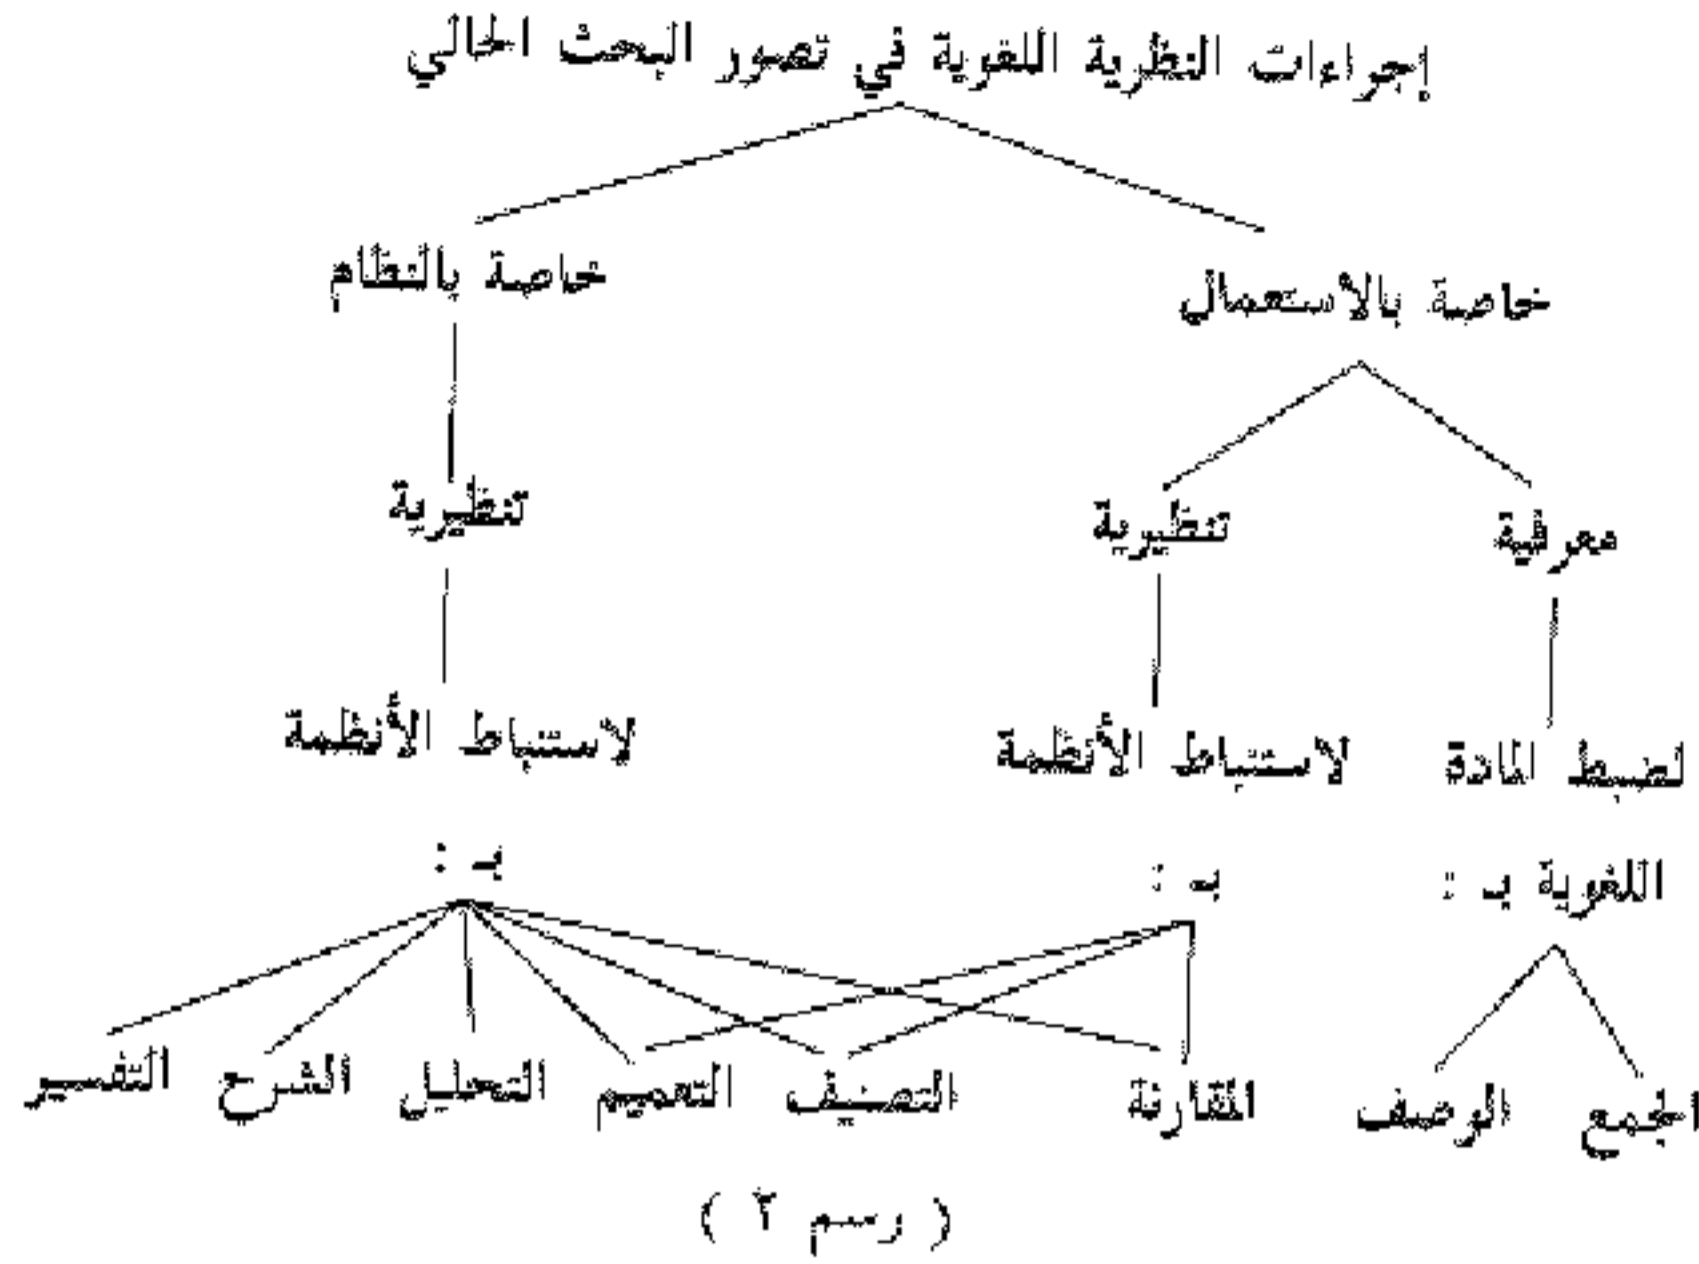 إجراءات النظرية اللغوية في تصور البحث الحالي
خاصة بالاستعمال
خاصة بالنظام
معرفية
تنظيرية
تنظيرية
لضبط المادة
لاستنباط الأنظمة
لاستنباط الأنظمة
اللغوية بـ :
بـ :
بـ :
الجمع
الوصف
المقارنة
التصنيف
التعميم
التعليل
الشرح
التفسير
( رسم ٢ )